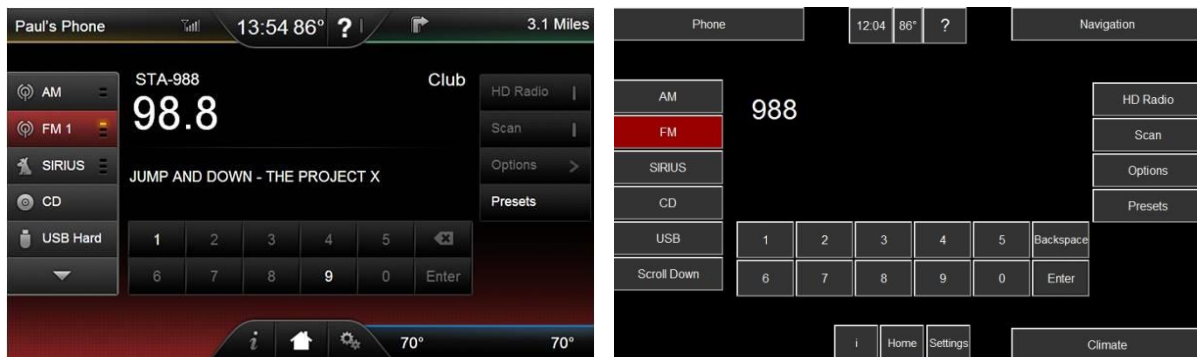 Paul's Phone 13:54 86° ? 3.1 Miles
AM
FM 1
SIRIUS
CD
USB Hard
STA-988 Club
98.8
JUMP AND DOWN - THE PROJECT X
HD Radio
Scan
Options >
Presets
1 2 3 4 5
6 7 8 9 0 Enter
i 70° 70°
Phone 12:04 86° ? Navigation
AM
FM
SIRIUS
CD
USB
Scroll Down
988
HD Radio
Scan
Options
Presets
1 2 3 4 5 Backspace
6 7 8 9 0 Enter
i Home Settings Climate